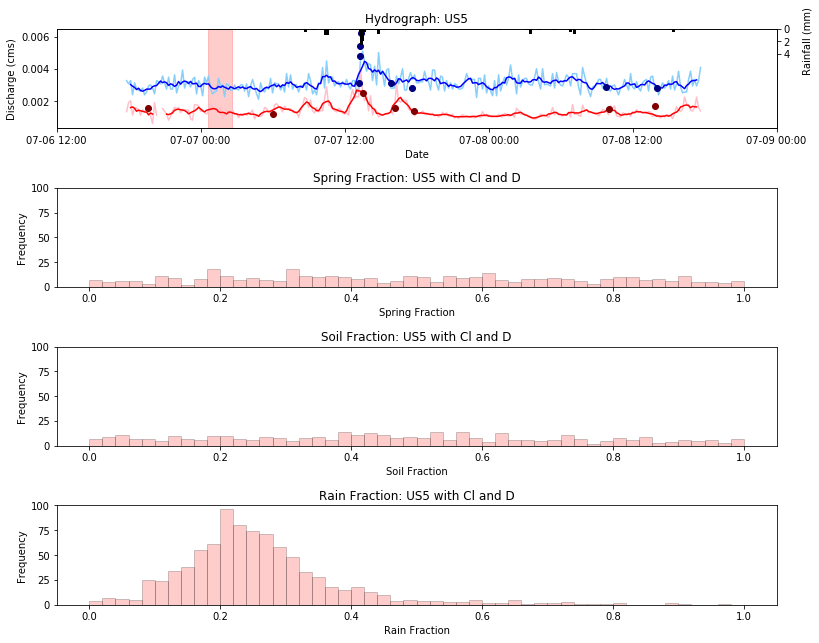 Hydrograph: US5
0.006
0.004
0.002
Discharge (cms)
0
2
4
Rainfall (mm)
07-06 12:00 07-07 00:00 07-07 12:00 07-08 00:00 07-08 12:00 07-09 00:00
Date
Spring Fraction: US5 with Cl and D
100
75
50
25
0
Frequency
0.0 0.2 0.4 0.6 0.8 1.0
Spring Fraction
Soil Fraction: US5 with Cl and D
100
75
50
25
0
Frequency
0.0 0.2 0.4 0.6 0.8 1.0
Soil Fraction
Rain Fraction: US5 with Cl and D
100
75
50
25
0
Frequency
0.0 0.2 0.4 0.6 0.8 1.0
Rain Fraction